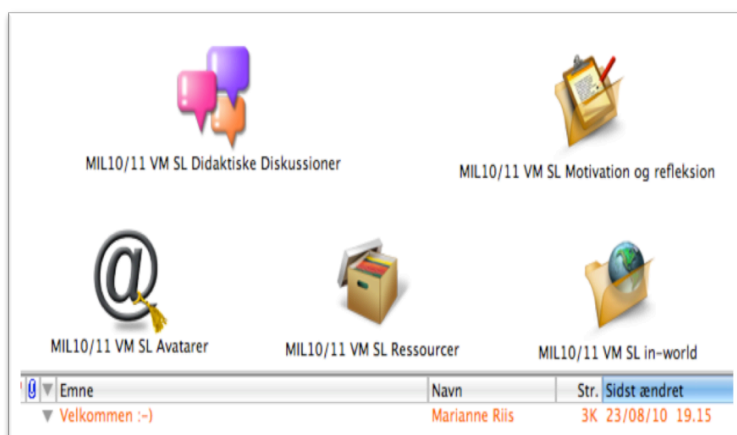 MIL10/11 VM SL Didaktiske Diskussioner
MIL10/11 VM SL Motivation og refleksion
MIL10/11 VM SL Avatarer
MIL10/11 VM SL Ressourcer
MIL10/11 VM SL in-world
Emne Navn Str. Sidst ændret
Velkommen :-) Marianne Riis 3K 23/08/10 19.15